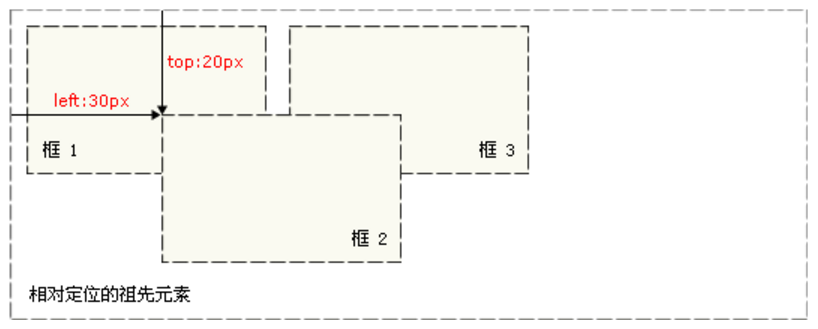 top:20px
left:30px
框 1
框 3
框 2
相对定位的祖先元素